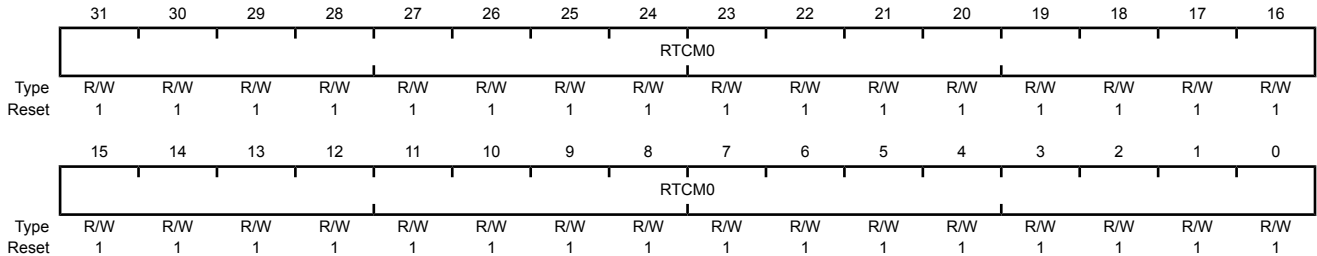 31 30 29 28 27 26 25 24 23 22 21 20 19 18 17 16
RTCM0
Type R/W R/W R/W R/W R/W R/W R/W R/W R/W R/W R/W R/W R/W R/W R/W R/W
Reset 1 1 1 1 1 1 1 1 1 1 1 1 1 1 1 1
15 14 13 12 11 10 9 8 7 6 5 4 3 2 1 0
RTCM0
Type R/W R/W R/W R/W R/W R/W R/W R/W R/W R/W R/W R/W R/W R/W R/W R/W
Reset 1 1 1 1 1 1 1 1 1 1 1 1 1 1 1 1